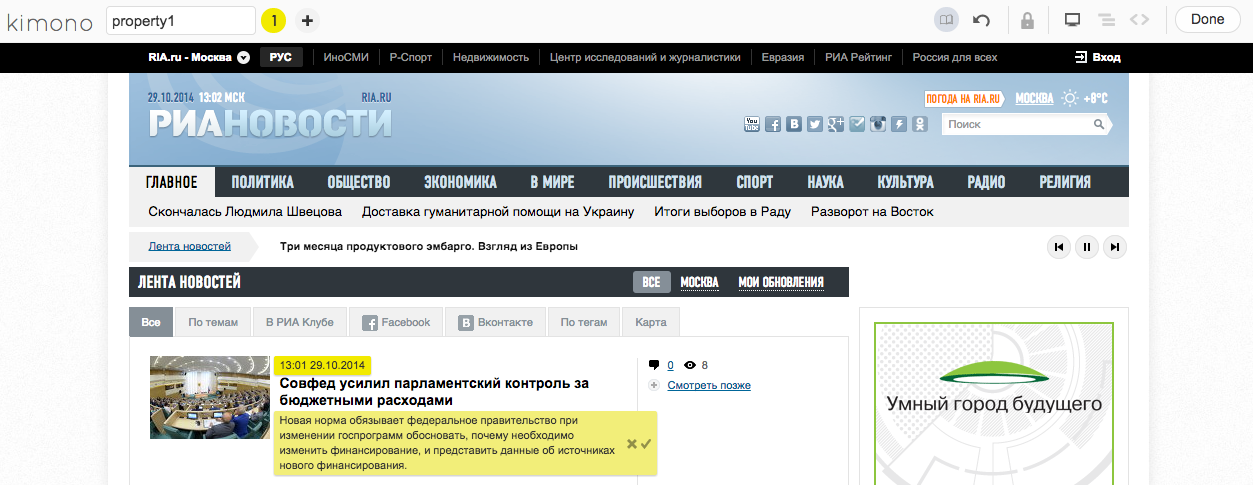 kimono property1 1 + Done
RIA.ru - Москва РУС ИноСМИ Р-Спорт Недвижимость Центр исследований и журналистики Евразия РИА Рейтинг Россия для всех Вход
29.10.2014 13:02 МСК RIA.RU ПОГОДА НА RIA.RU МОСКВА +8°C
РИАНОВОСТИ You Tube Поиск
ГЛАВНОЕ ПОЛИТИКА ОБЩЕСТВО ЭКОНОМИКА В МИРЕ ПРОИСШЕСТВИЯ СПОРТ НАУКА КУЛЬТУРА РАДИО РЕЛИГИЯ
Скончалась Людмила Швецова Доставка гуманитарной помощи на Украину Итоги выборов в Раду Разворот на Восток
Лента новостей Три месяца продуктового эмбарго. Взгляд из Европы
ЛЕНТА НОВОСТЕЙ ВСЕ МОСКВА МОИ ОБНОВЛЕНИЯ
Все По темам В РИА Клубе Facebook Вконтакте По тегам Карта
13:01 29.10.2014 0 8
Совфед усилил парламентский контроль за Смотреть позже
бюджетными расходами
Новая норма обязывает федеральное правительство при
изменении госпрограмм обосновать, почему необходимо
изменить финансирование, и представить данные об источниках
нового финансирования.
Умный город будущего